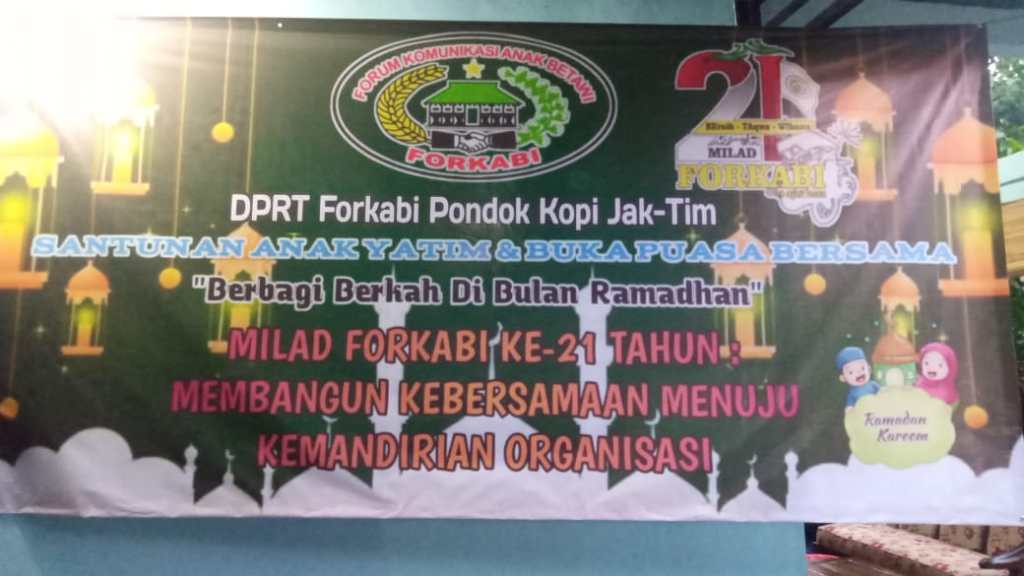 FORUM KOMUNIKASI ANAK BETAWI
FORKABI
21
MILAD
FORKABI
DPRT Forkabi Pondok Kopi Jak-Tim
SANTUNAN ANAK YATIM & BUKA PUASA BERSAMA
"Berbagi Berkah Di Bulan Ramadhan"
MILAD FORKABI KE-21 TAHUN :
MEMBANGUN KEBERSAMAAN MENUJU
KEMANDIRIAN ORGANISASI
Ramadan
Kareem